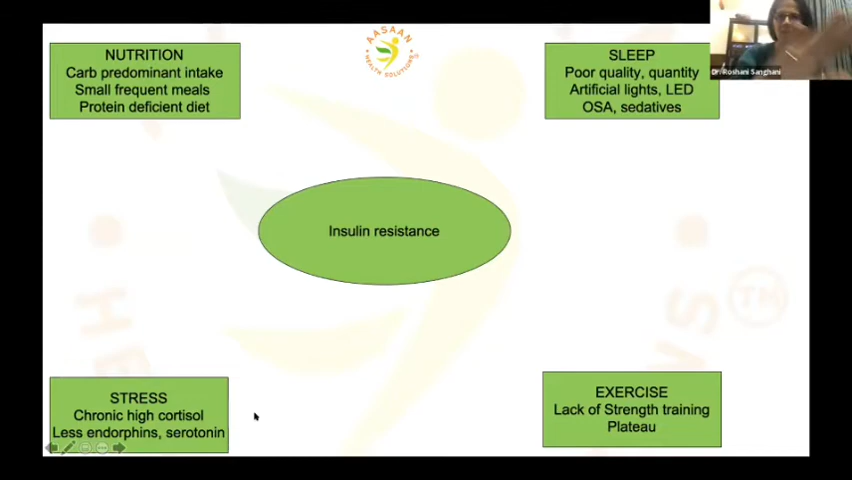 NUTRITION
Carb predominant intake
Small frequent meals
Protein deficient diet
AASAAN
HEALTH SOLUTIONS
SLEEP
Poor quality, quantity
Artificial lights, LED
OSA, sedatives
Dr. Roshani Sanghani
Insulin resistance
TM
STRESS
Chronic high cortisol
Less endorphins, serotonin
EXERCISE
Lack of Strength training
Plateau